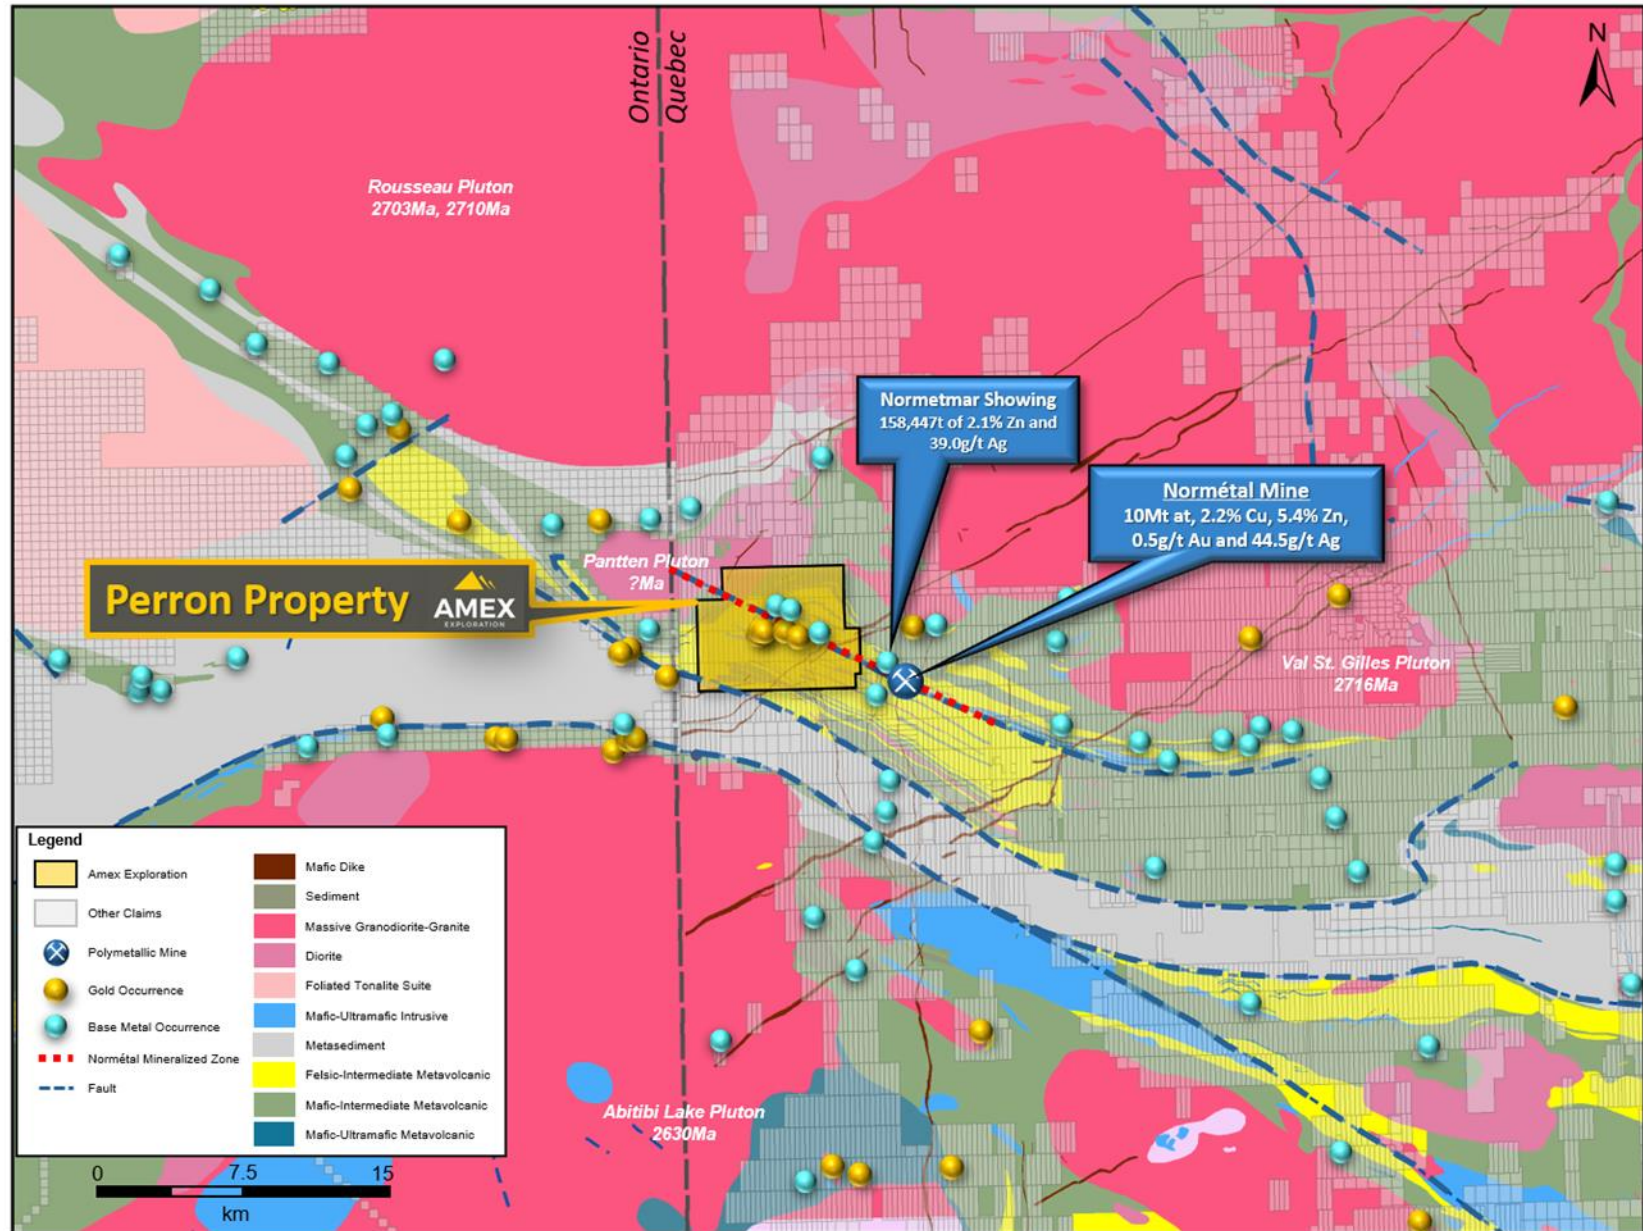 N
Ontario
Quebec
Rousseau Pluton
2703Ma, 2710Ma
Normetmar Showing
158,447t of 2.1% Zn and
39.0g/t Ag
Normétal Mine
10Mt at, 2.2% Cu, 5.4% Zn,
0.5g/t Au and 44.5g/t Ag
Pantten Pluton
?Ma
Perron Property
AMEX
EXPLORATION
Val St. Gilles Pluton
2716Ma
Legend
Amex Exploration
Other Claims
Polymetallic Mine
Gold Occurrence
Base Metal Occurrence
Normétal Mineralized Zone
Fault
Mafic Dike
Sediment
Massive Granodiorite-Granite
Diorite
Foliated Tonalite Suite
Mafic-Ultramafic Intrusive
Metasediment
Felsic-Intermediate Metavolcanic
Mafic-Intermediate Metavolcanic
Mafic-Ultramafic Metavolcanic
Abitibi Lake Pluton
2630Ma
0 7.5 15
km